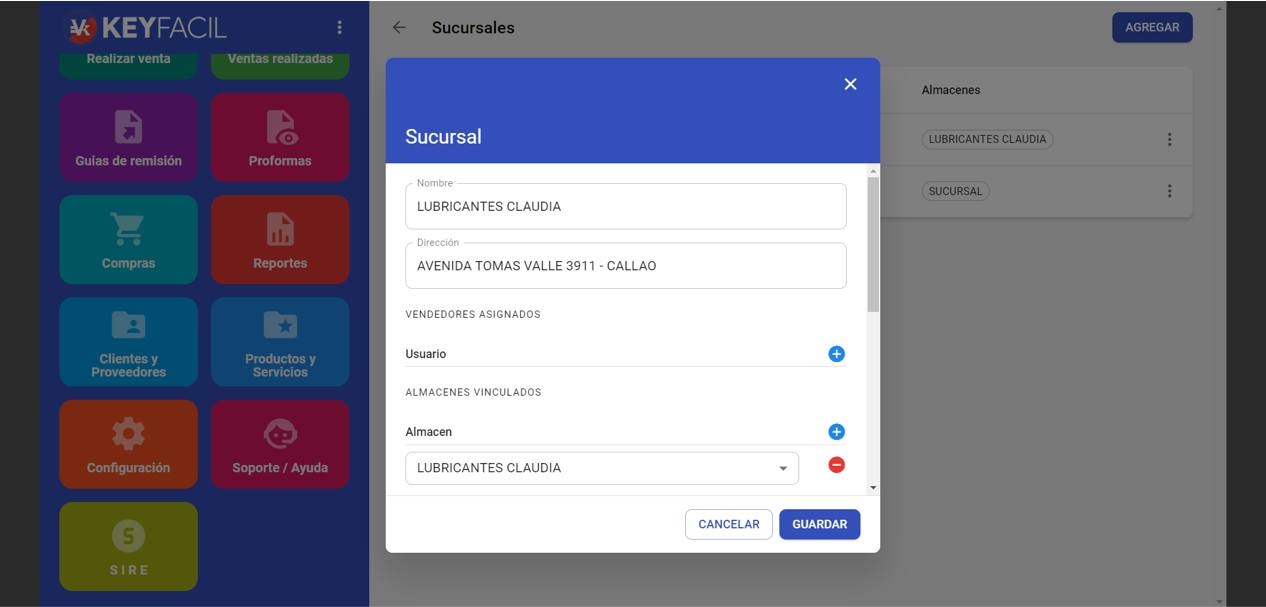 KEYFACIL
Realizar venta
Ventas realizadas
Guias de remisión
Proformas
Compras
Reportes
Clientes y
Proveedores
Productos y
Servicios
Configuración
Soporte / Ayuda
S
SIRE
Sucursales
AGREGAR
Almacenes
LUBRICANTES CLAUDIA
SUCURSAL
Sucursal
Nombre
LUBRICANTES CLAUDIA
Dirección
AVENIDA TOMAS VALLE 3911 - CALLAO
VENDEDORES ASIGNADOS
Usuario
ALMACENES VINCULADOS
Almacen
LUBRICANTES CLAUDIA
CANCELAR
GUARDAR